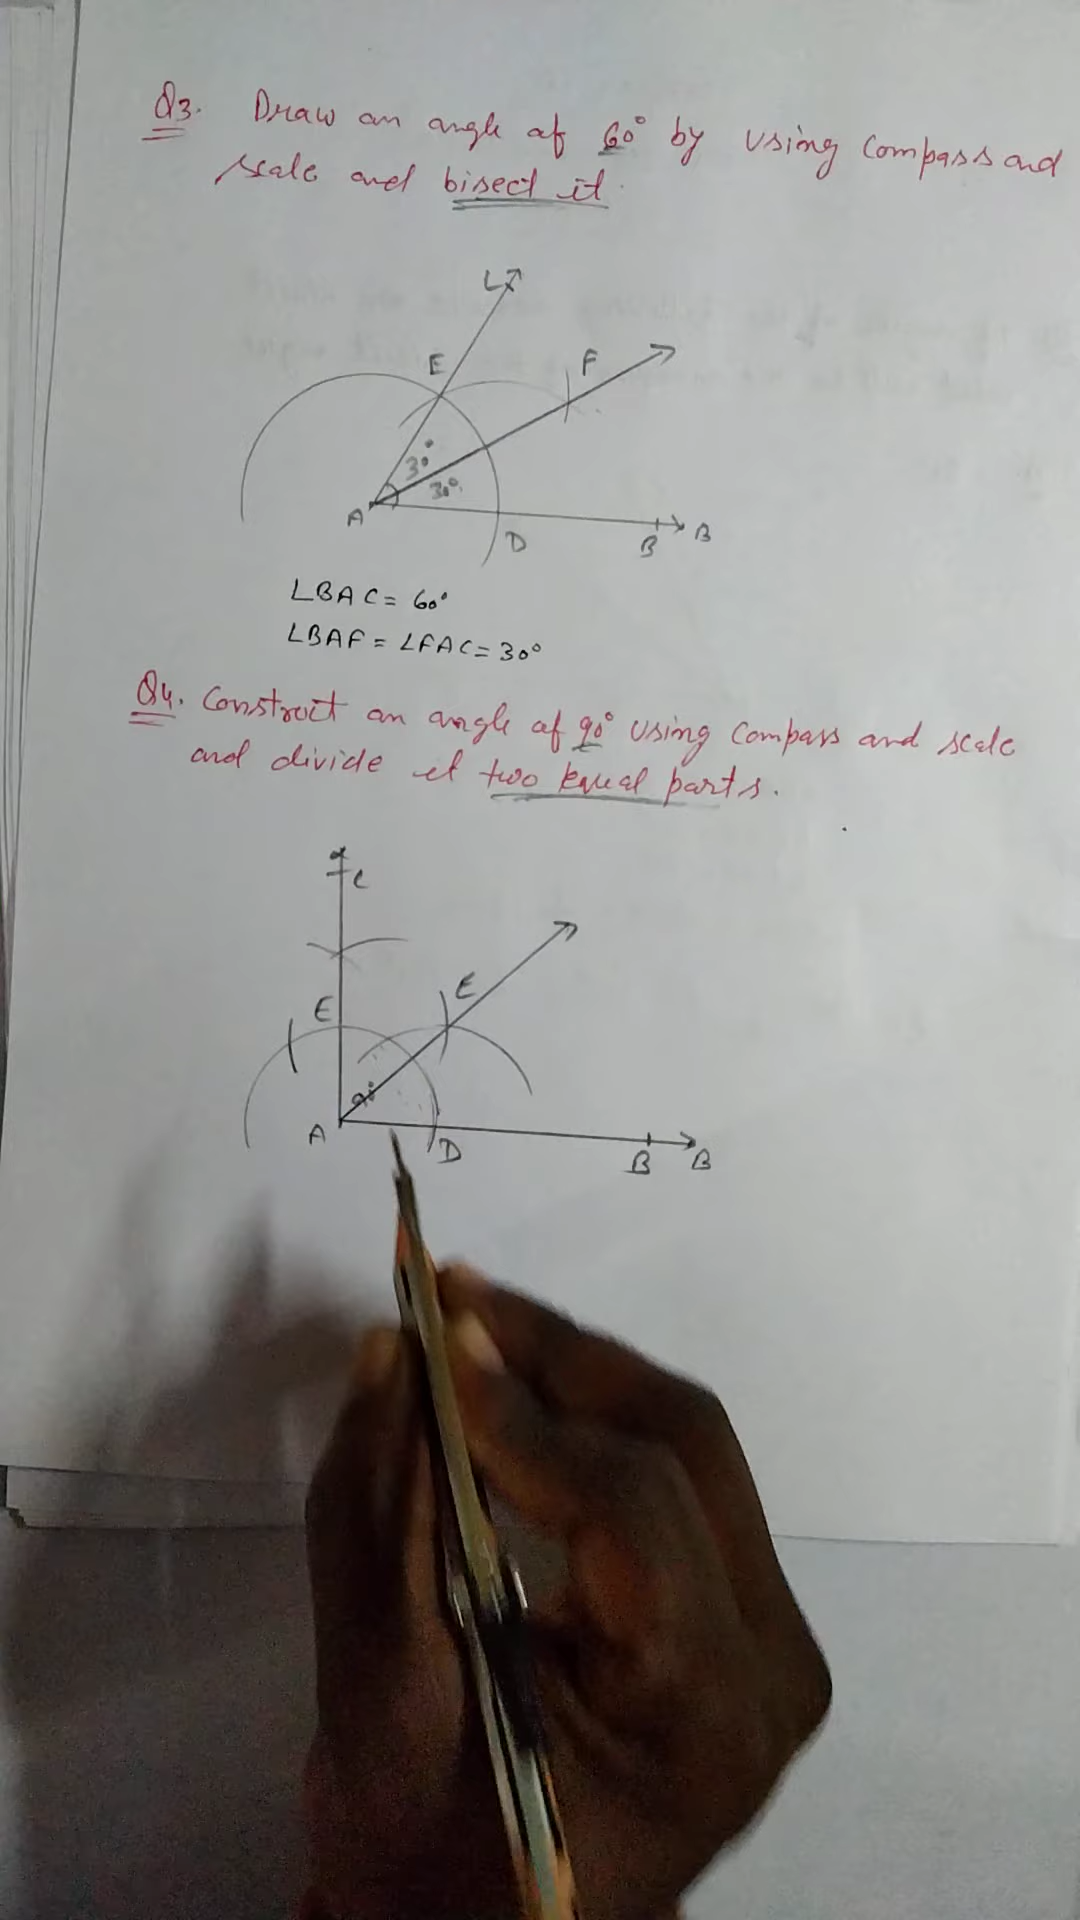 Q3. Draw an angle of 60° by using Compass and
scale and bisect it.
C
E
F
30°
30°
A
D
B
B
∠BAC = 60°
∠BAF = ∠FAC = 30°
Q4. Construct an angle of 90° using Compass and scale
and divide it two equal parts.
C
E
E
90°
A
D
B
B